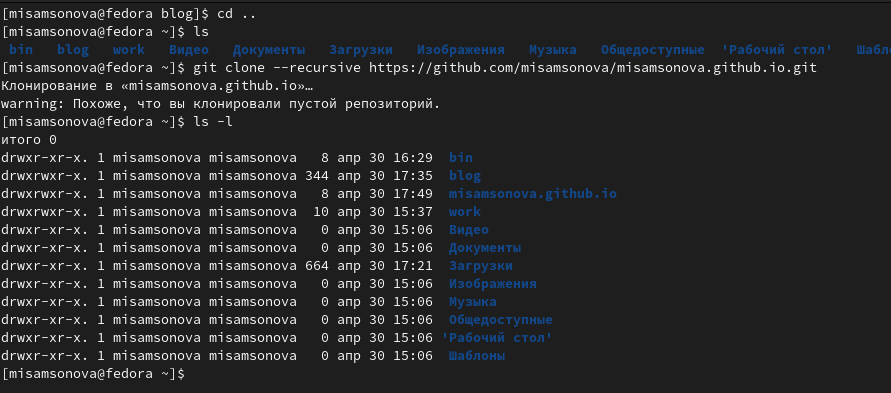 [misamsonova@fedora blog]$ cd ..
[misamsonova@fedora ~]$ ls
bin blog work Видео Документы Загрузки Изображения Музыка Общедоступные 'Рабочий стол'
[misamsonova@fedora ~]$ git clone --recursive https://github.com/misamsonova/misamsonova.github.io.git
Клонирование в «misamsonova.github.io»…
warning: Похоже, что вы клонировали пустой репозиторий.
[misamsonova@fedora ~]$ ls -l
итого 0
drwxr-xr-x. 1 misamsonova misamsonova 8 апр 30 16:29 bin
drwxrwxr-x. 1 misamsonova misamsonova 344 апр 30 17:35 blog
drwxrwxr-x. 1 misamsonova misamsonova 8 апр 30 17:49 misamsonova.github.io
drwxrwxr-x. 1 misamsonova misamsonova 10 апр 30 15:37 work
drwxr-xr-x. 1 misamsonova misamsonova 0 апр 30 15:06 Видео
drwxr-xr-x. 1 misamsonova misamsonova 0 апр 30 15:06 Документы
drwxr-xr-x. 1 misamsonova misamsonova 664 апр 30 17:21 Загрузки
drwxr-xr-x. 1 misamsonova misamsonova 0 апр 30 15:06 Изображения
drwxr-xr-x. 1 misamsonova misamsonova 0 апр 30 15:06 Музыка
drwxr-xr-x. 1 misamsonova misamsonova 0 апр 30 15:06 Общедоступные
drwxr-xr-x. 1 misamsonova misamsonova 0 апр 30 15:06 'Рабочий стол'
drwxr-xr-x. 1 misamsonova misamsonova 0 апр 30 15:06 Шаблоны
[misamsonova@fedora ~]$